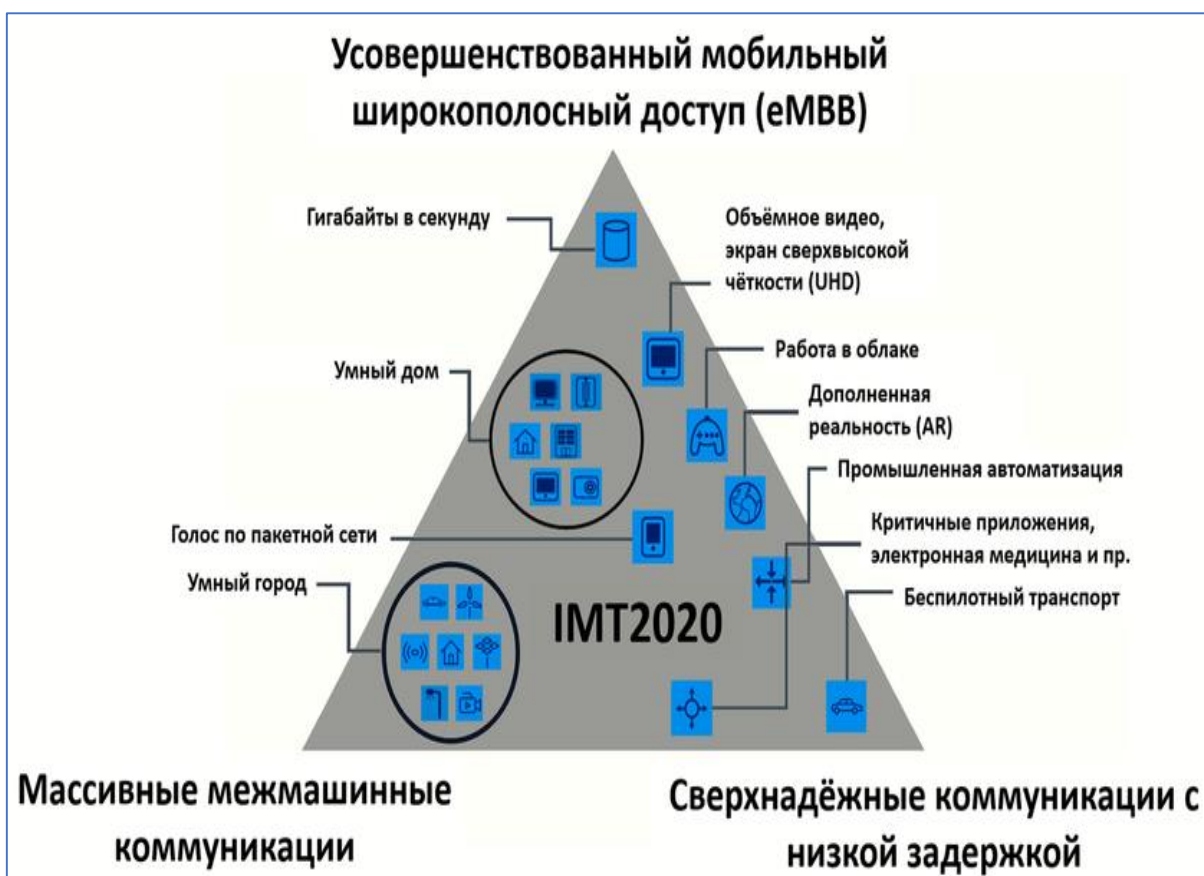 Усовершенствованный мобильный
широкополосный доступ (eMBB)
Гигабайты в секунду
Объёмное видео,
экран сверхвысокой
чёткости (UHD)
Умный дом
Работа в облаке
Дополненная
реальность (AR)
Промышленная автоматизация
Голос по пакетной сети
Критичные приложения,
электронная медицина и пр.
Умный город
Беспилотный транспорт
IMT2020
Массивные межмашинные
коммуникации
Сверхнадёжные коммуникации с
низкой задержкой